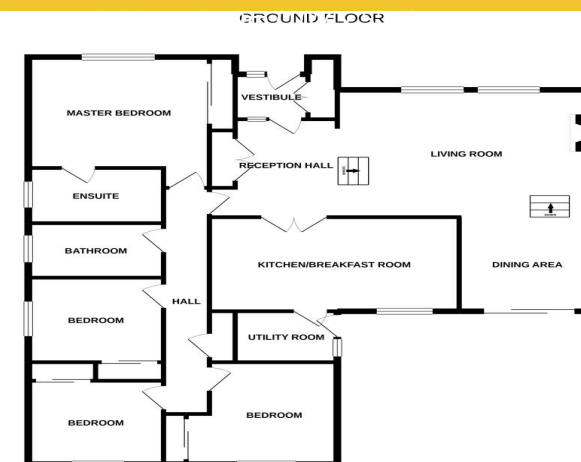 GROUND FLOOR
VESTIBULE
MASTER BEDROOM
LIVING ROOM
RECEPTION HALL
ENSUITE
BATHROOM
KITCHEN/BREAKFAST ROOM
DINING AREA
HALL
BEDROOM
UTILITY ROOM
BEDROOM
BEDROOM